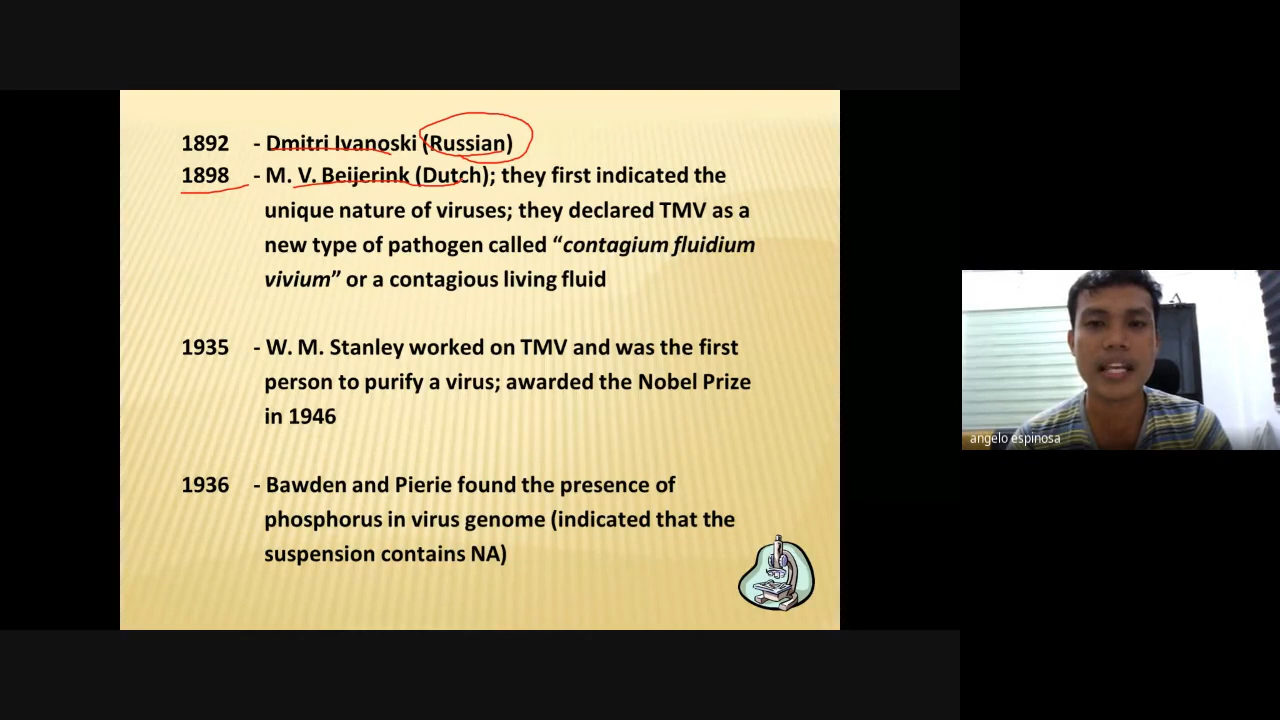 1892 - Dmitri Ivanoski (Russian)
1898 - M. V. Beijerink (Dutch); they first indicated the
unique nature of viruses; they declared TMV as a
new type of pathogen called “contagium fluidium
vivium” or a contagious living fluid
1935 - W. M. Stanley worked on TMV and was the first
person to purify a virus; awarded the Nobel Prize
in 1946
1936 - Bawden and Pierie found the presence of
phosphorus in virus genome (indicated that the
suspension contains NA)
angelo espinosa